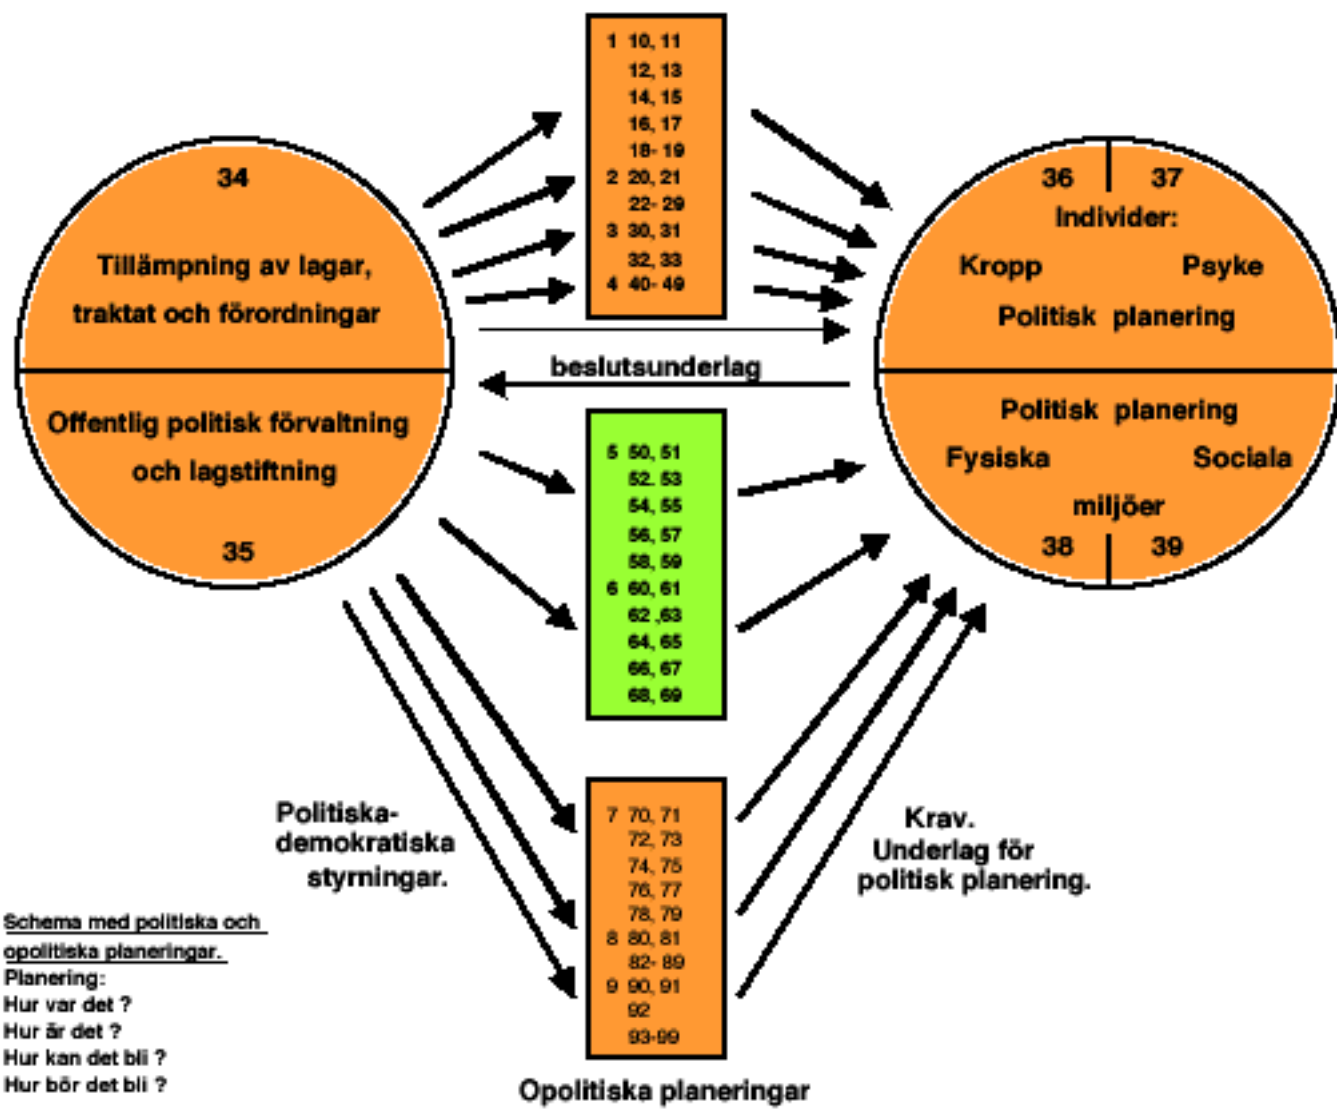 34
Tillämpning av lagar,
traktat och förordningar
Offentlig politisk förvaltning
och lagstiftning
35
1 10, 11
12, 13
14, 15
16, 17
18- 19
2 20, 21
22- 29
3 30, 31
32, 33
4 40- 49
beslutsunderlag
5 50, 51
52. 53
54, 55
56, 57
58, 59
6 60, 61
62 ,63
64, 65
66, 67
68, 69
7 70, 71
72, 73
74, 75
76, 77
78, 79
8 80, 81
82- 89
9 90, 91
92
93-99
Opolitiska planeringar
36 37
Individer:
Kropp Psyke
Politisk planering
Politisk planering
Fysiska Sociala
miljöer
38 39
Politiska-
demokratiska
styrningar.
Krav.
Underlag för
politisk planering.
Schema med politiska och
opolitiska planeringar.
Planering:
Hur var det ?
Hur är det ?
Hur kan det bli ?
Hur bör det bli ?